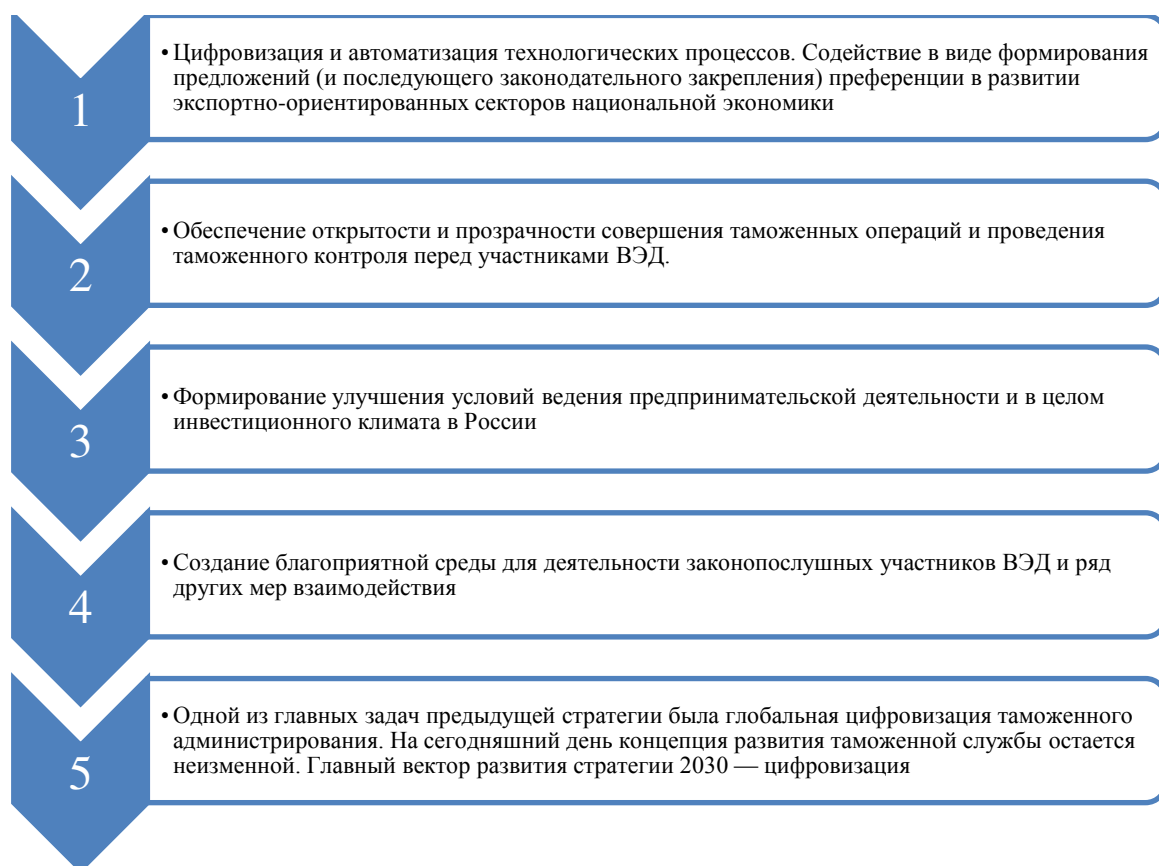 1
• Цифровизация и автоматизация технологических процессов. Содействие в виде формирования
предложений (и последующего законодательного закрепления) преференции в развитии
экспортно-ориентированных секторов национальной экономики
2
• Обеспечение открытости и прозрачности совершения таможенных операций и проведения
таможенного контроля перед участниками ВЭД.
3
• Формирование улучшения условий ведения предпринимательской деятельности и в целом
инвестиционного климата в России
4
• Создание благоприятной среды для деятельности законопослушных участников ВЭД и ряд
других мер взаимодействия
5
• Одной из главных задач предыдущей стратегии была глобальная цифровизация таможенного
администрирования. На сегодняшний день концепция развития таможенной службы остается
неизменной. Главный вектор развития стратегии 2030 — цифровизация